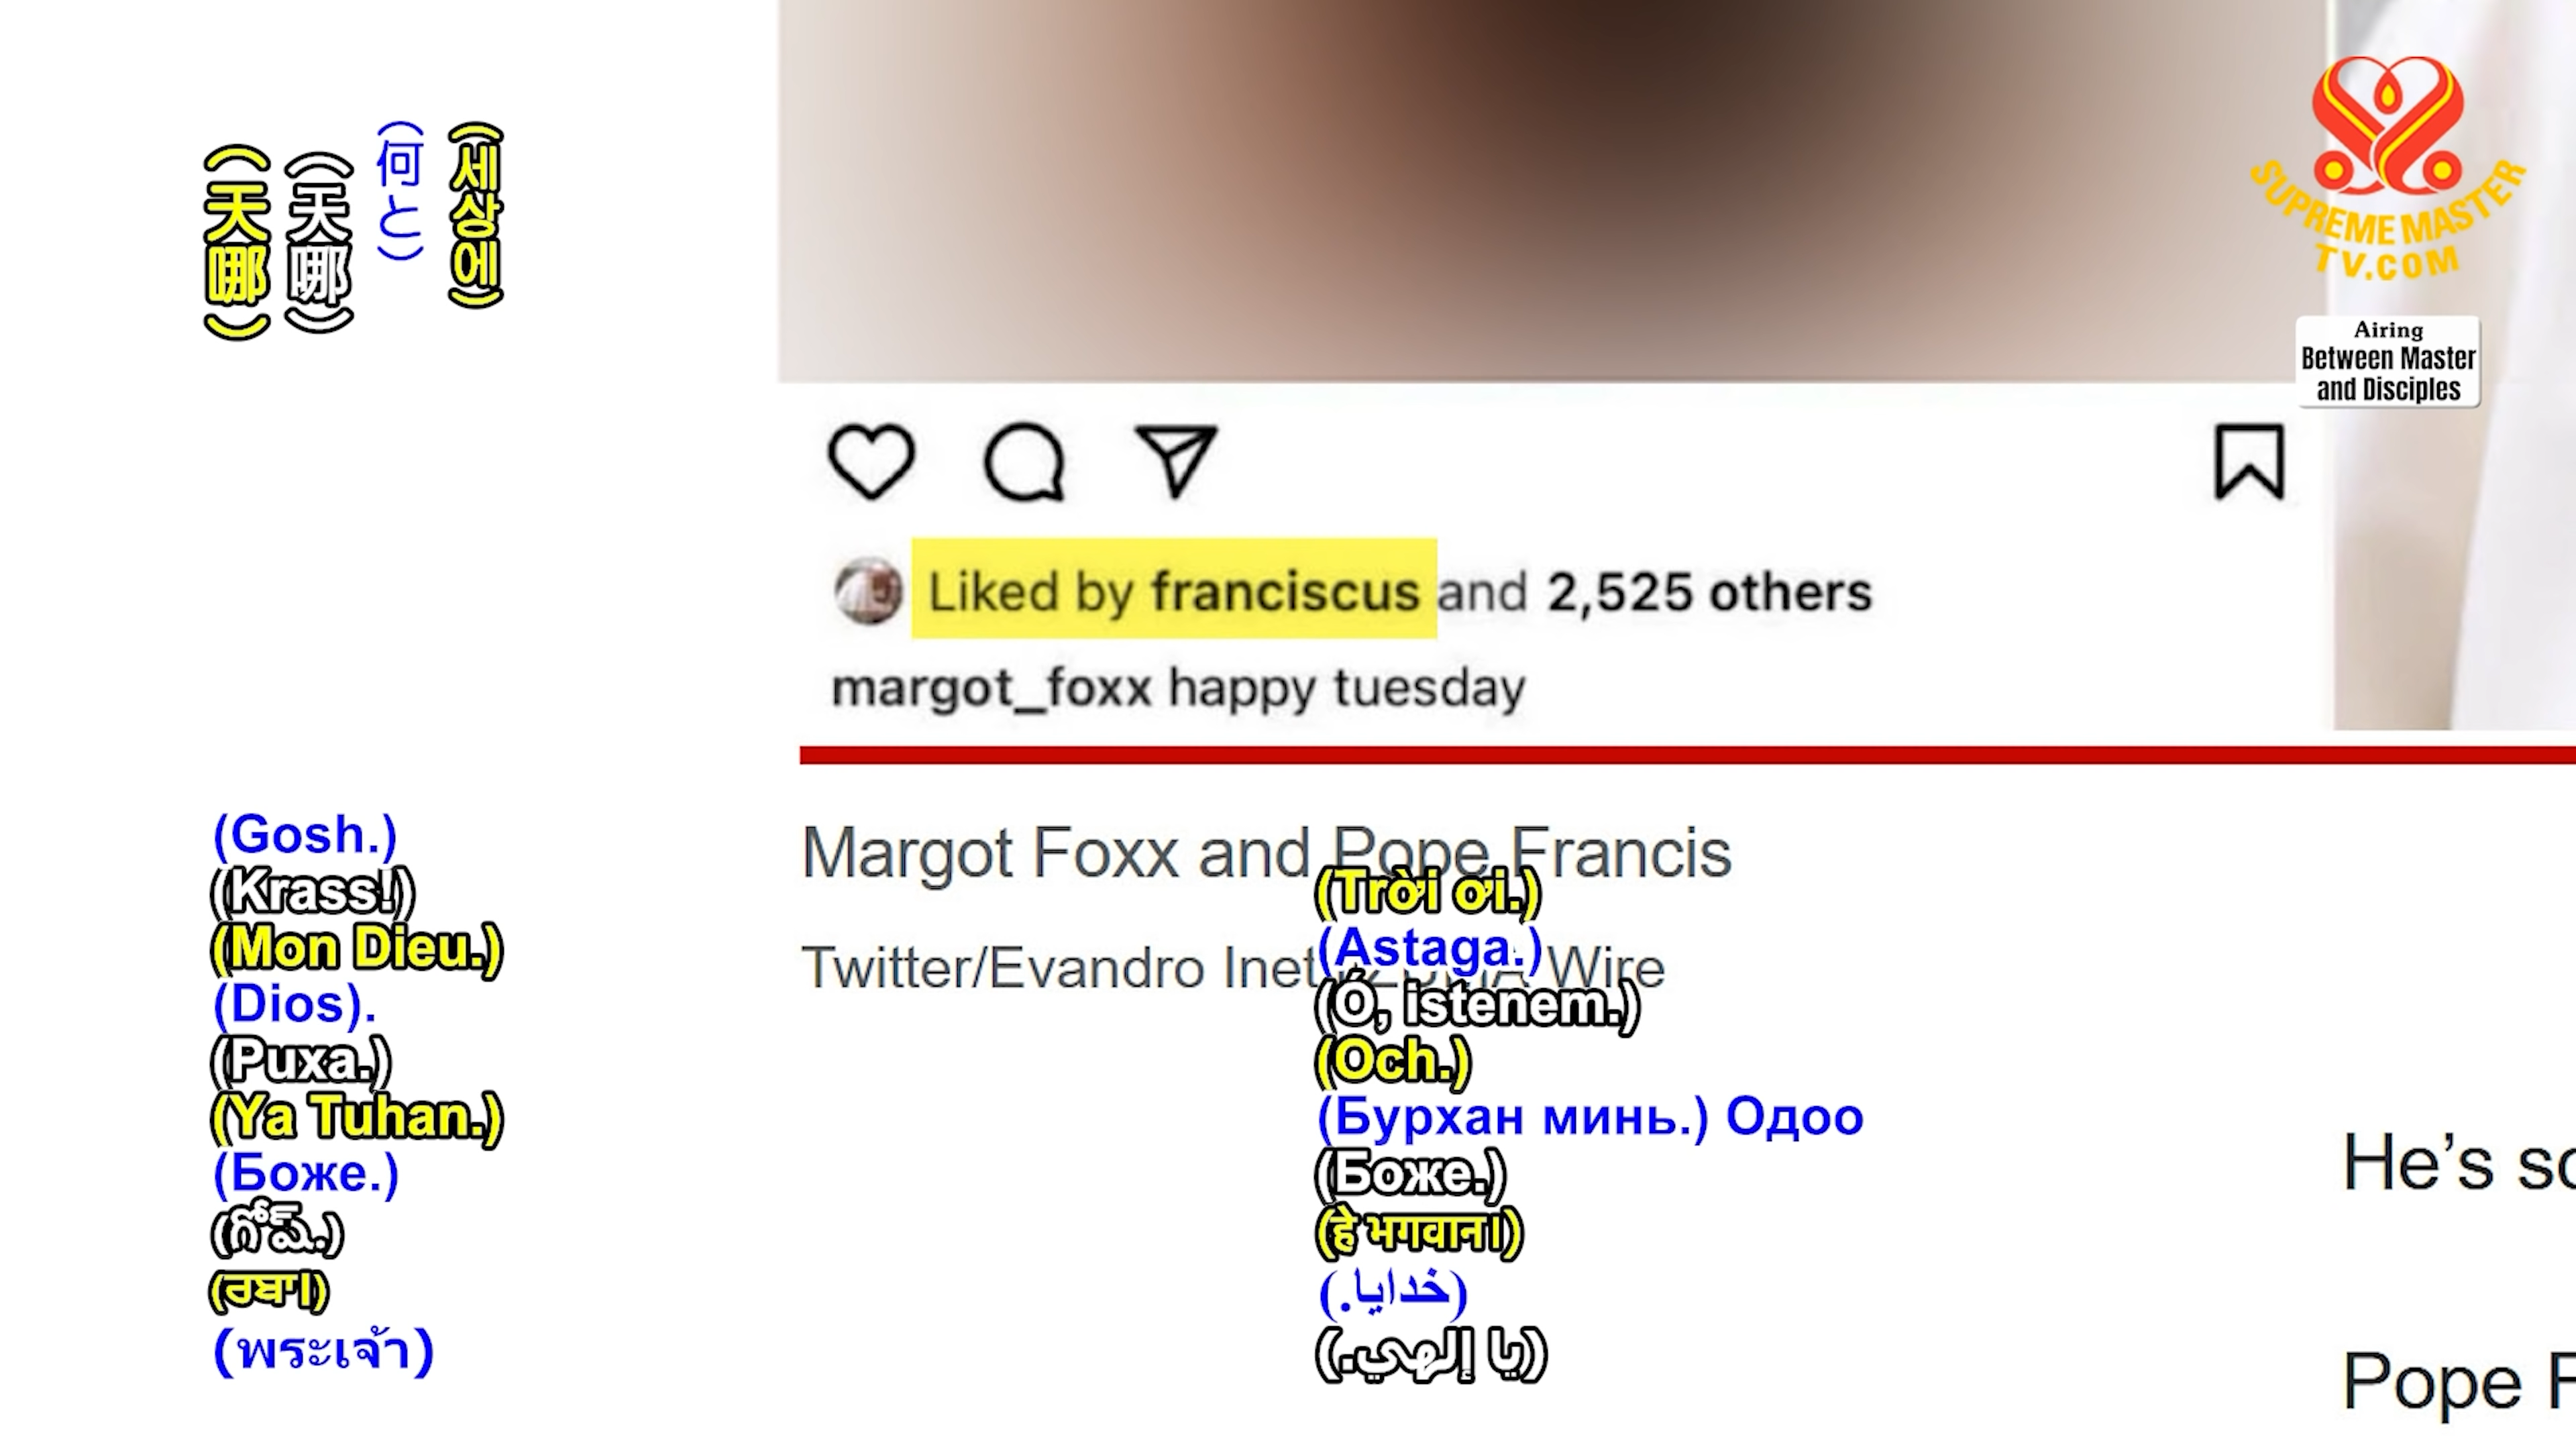 (天哪)
(天哪)
(何と)
(세상에)
SUPREME MASTER
TV.COM
Airing
Between Master
and Disciples
Liked by franciscus and 2,525 others
margot_foxx happy tuesday
Margot Foxx and Pope Francis
Twitter/Evandro Inetti Wire
He's so
Pope F
(Gosh.)
(Krass!)
(Mon Dieu.)
(Dios).
(Puxa.)
(Ya Tuhan.)
(Боже.)
(గోష్.)
(ਰਬਾ।)
(พระเจ้า)
(Trời ơi.)
(Astaga.)
(Ó, istenem.)
(Och.)
(Бурхан минь.) Одоо
(Боже.)
(हे भगवान।)
(خدایا.)
(يا إلهي.)